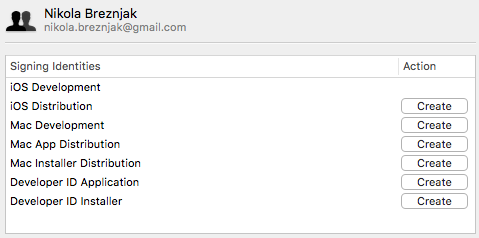 Nikola Breznjak
nikola.breznjak@gmail.com
Signing Identities Action
iOS Development
iOS Distribution Create
Mac Development Create
Mac App Distribution Create
Mac Installer Distribution Create
Developer ID Application Create
Developer ID Installer Create